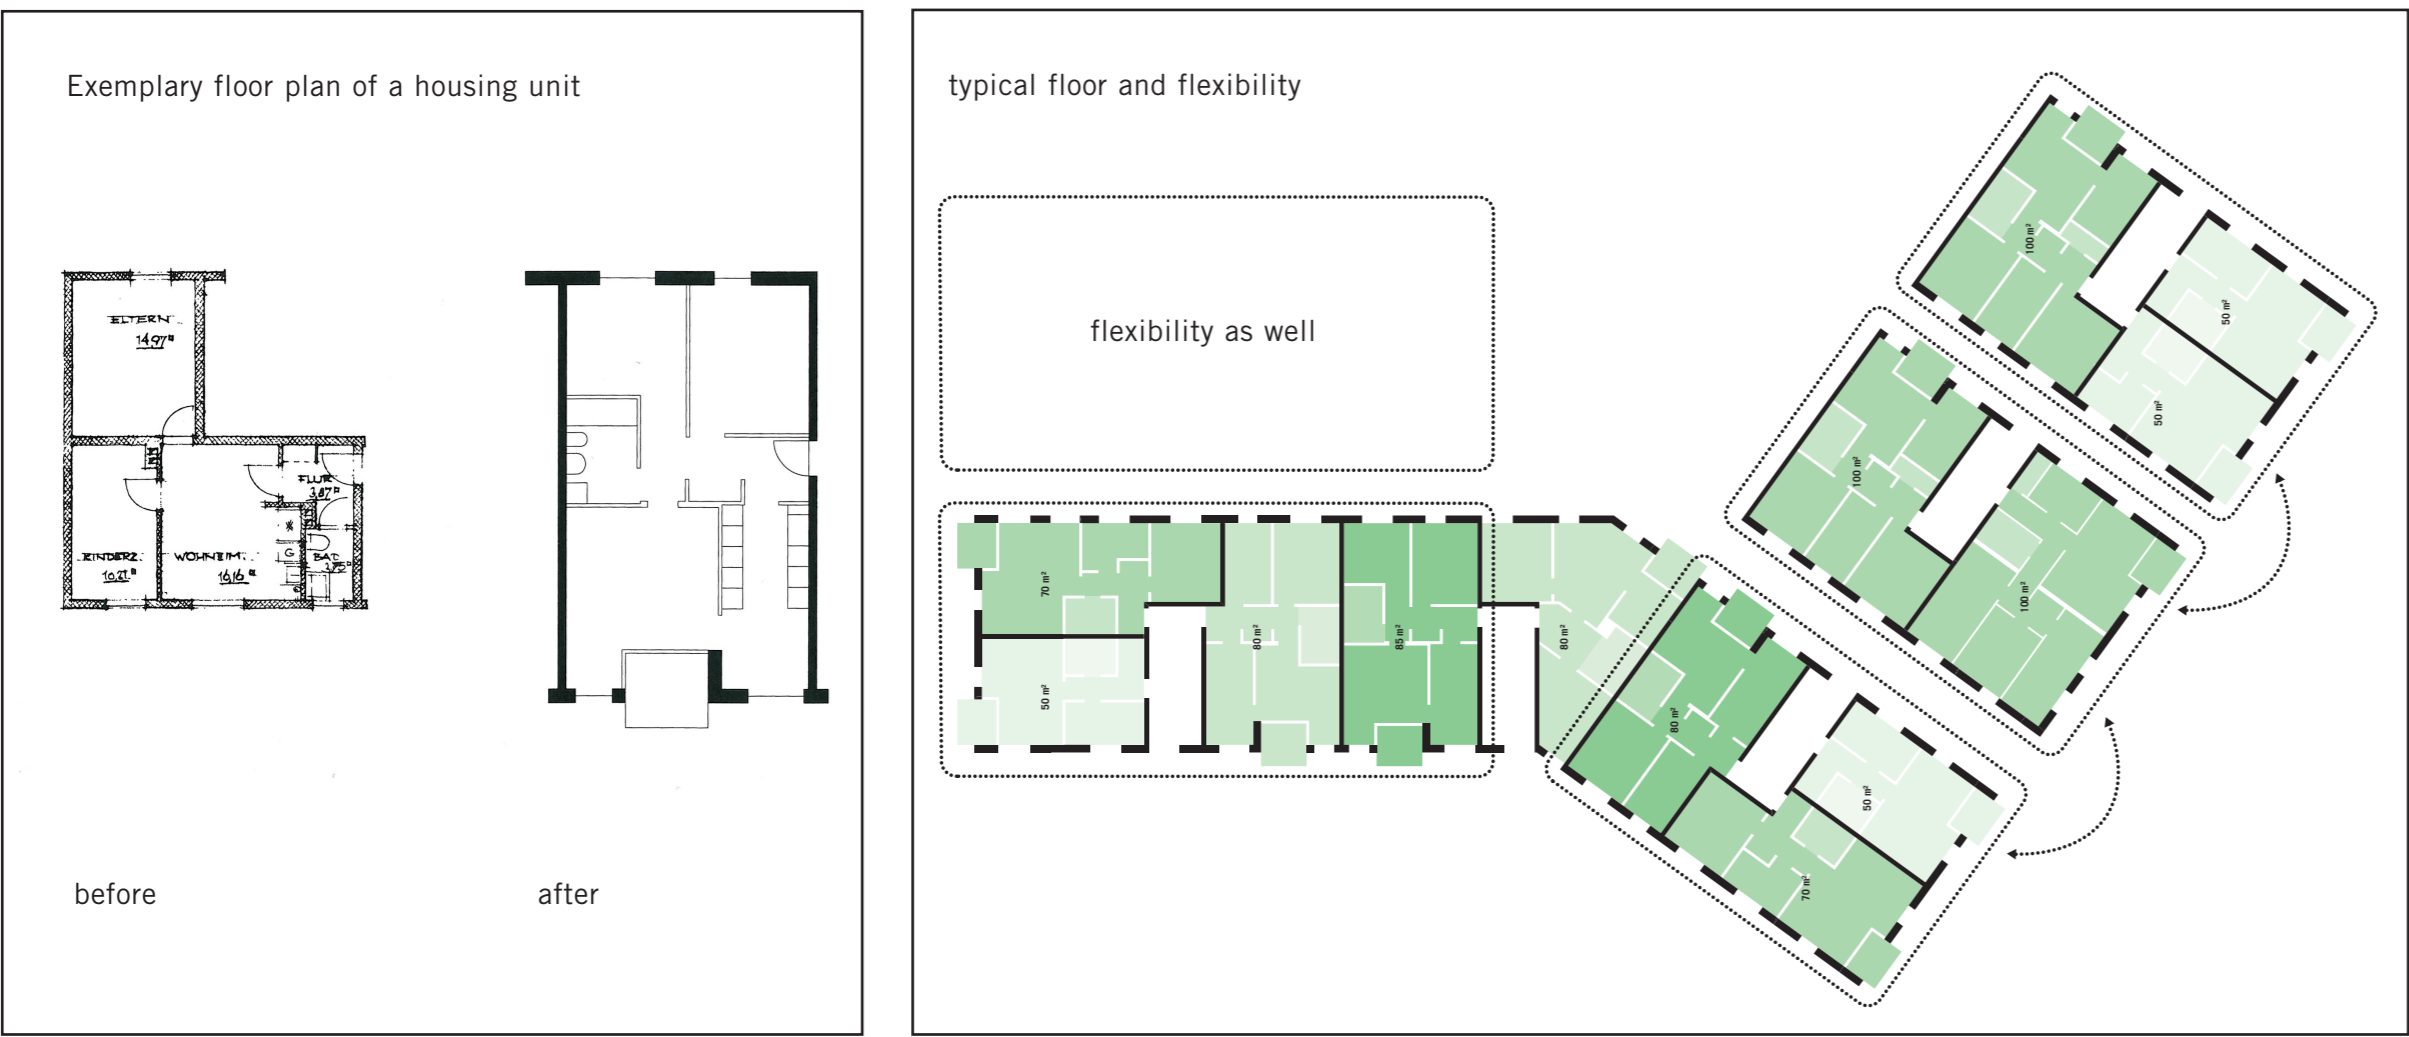 Exemplary floor plan of a housing unit
ELTERN
14,97
FLUR
3,87
KINDERZ.
10,27
WOHNEIM.
16,16
G
BAD
before
after
typical floor and flexibility
flexibility as well
100 m²
50 m²
50 m²
100 m²
100 m²
70 m²
50 m²
80 m²
85 m²
80 m²
80 m²
50 m²
70 m²